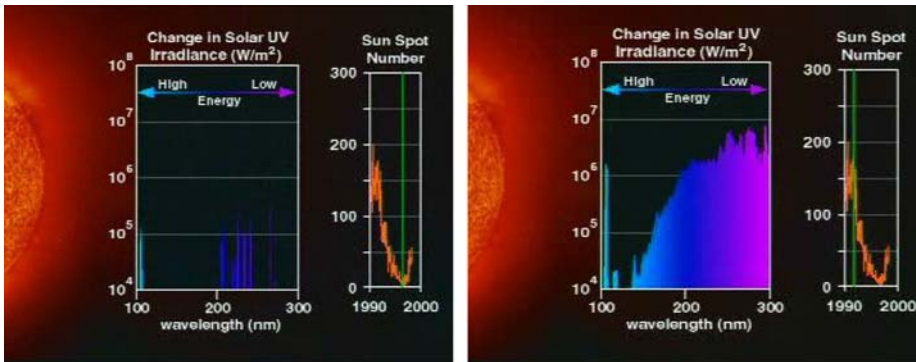 Change in Solar UV
Irradiance (W/m²)
Sun Spot
Number
10⁸
High
Low
Energy
10⁷
10⁶
10⁵
10⁴
100
200
300
wavelength (nm)
300
200
100
0
1990
2000
Change in Solar UV
Irradiance (W/m²)
Sun Spot
Number
10⁸
High
Low
Energy
10⁷
10⁶
10⁵
10⁴
100
200
300
wavelength (nm)
300
200
100
0
1990
2000